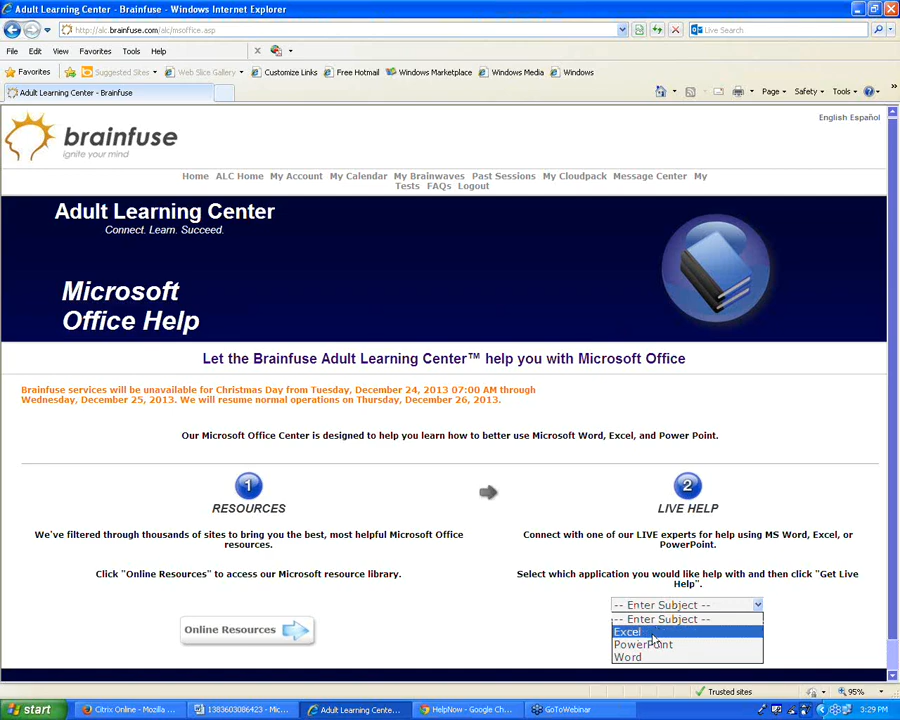 Adult Learning Center - Brainfuse - Windows Internet Explorer
http://alc.brainfuse.com/alc/msoffice.asp
Live Search
File Edit View Favorites Tools Help
Favorites Suggested Sites Web Slice Gallery Customize Links Free Hotmail Windows Marketplace Windows Media Windows
Adult Learning Center - Brainfuse
Page Safety Tools
English Español
brainfuse
ignite your mind
Home ALC Home My Account My Calendar My Brainwaves Past Sessions My Cloudpack Message Center My
Tests FAQs Logout
Adult Learning Center
Connect. Learn. Succeed.
Microsoft
Office Help
Let the Brainfuse Adult Learning Center™ help you with Microsoft Office
Brainfuse services will be unavailable for Christmas Day from Tuesday, December 24, 2013 07:00 AM through
Wednesday, December 25, 2013. We will resume normal operations on Thursday, December 26, 2013.
Our Microsoft Office Center is designed to help you learn how to better use Microsoft Word, Excel, and Power Point.
1
RESOURCES
We've filtered through thousands of sites to bring you the best, most helpful Microsoft Office
resources.
Click "Online Resources" to access our Microsoft resource library.
Online Resources
2
LIVE HELP
Connect with one of our LIVE experts for help using MS Word, Excel, or
PowerPoint.
Select which application you would like help with and then click "Get Live
Help".
-- Enter Subject --
-- Enter Subject --
Excel
PowerPoint
Word
Trusted sites 95%
start Citrix Online - Mozilla ... 1383603086423 - Mic... Adult Learning Cente... HelpNow - Google Ch... GoToWebinar 3:29 PM